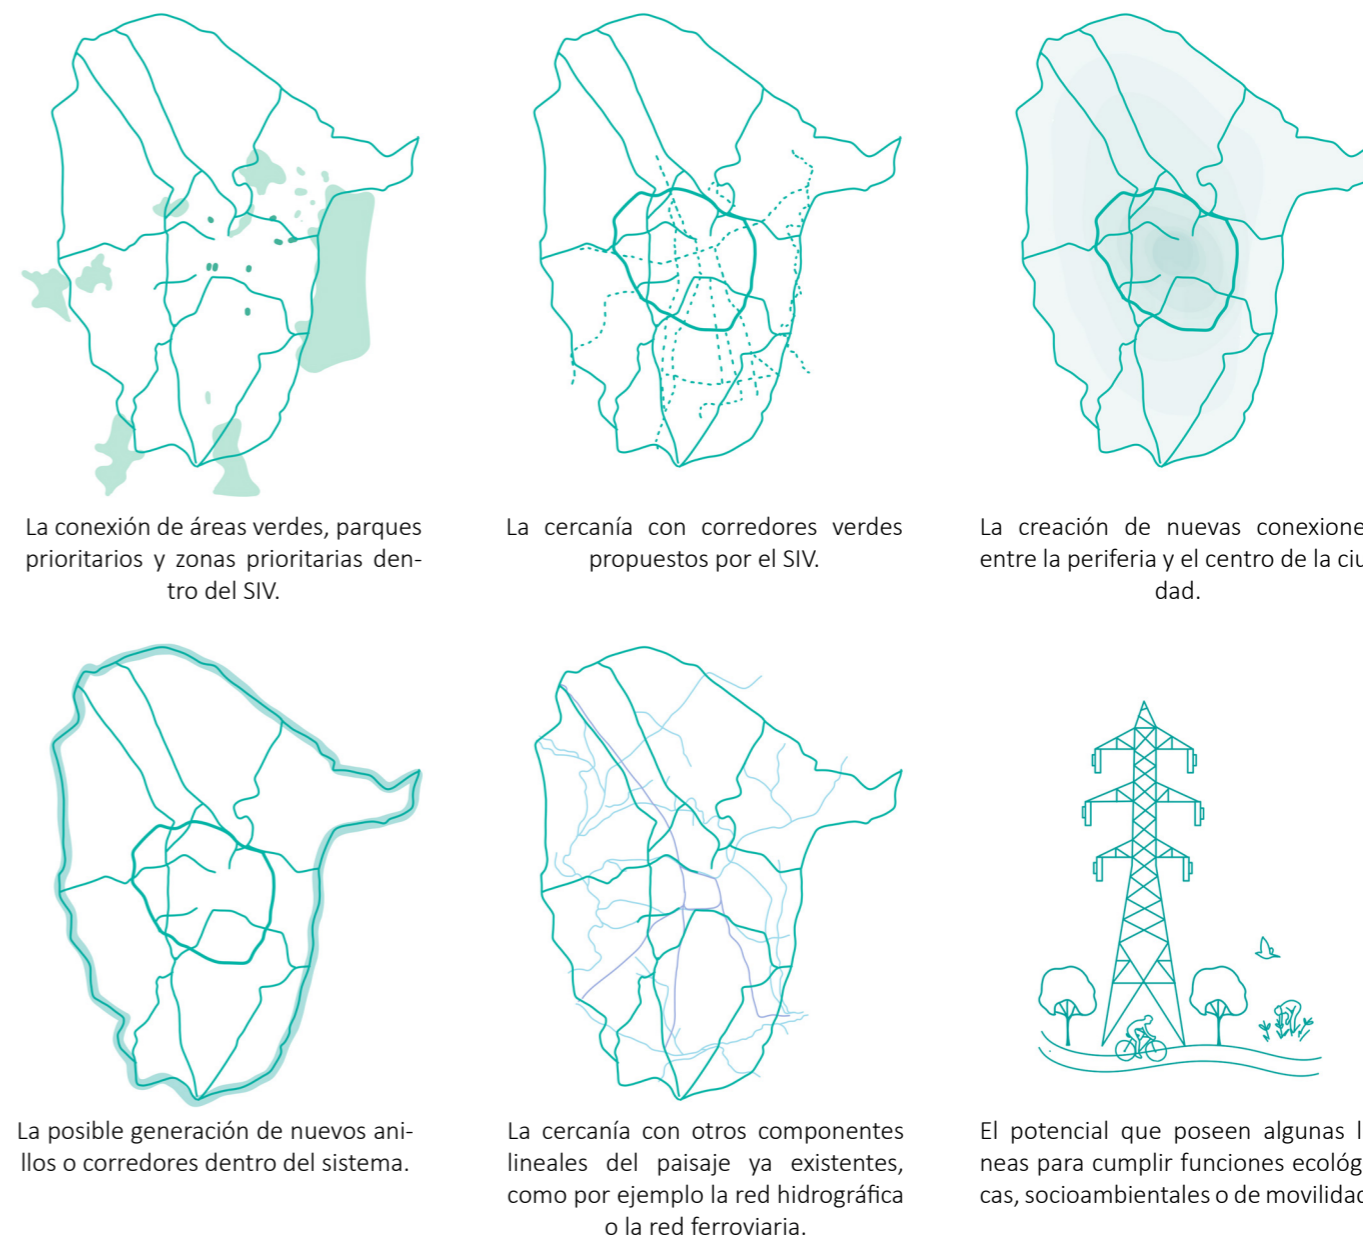 La conexión de áreas verdes, parques
prioritarios y zonas prioritarias den-
tro del SIV.
La cercanía con corredores verdes
propuestos por el SIV.
La creación de nuevas conexione
entre la periferia y el centro de la ciu
dad.
La posible generación de nuevos ani-
llos o corredores dentro del sistema.
La cercanía con otros componentes
lineales del paisaje ya existentes,
como por ejemplo la red hidrográfica
o la red ferroviaria.
El potencial que poseen algunas l
neas para cumplir funciones ecológ
cas, socioambientales o de movilidad